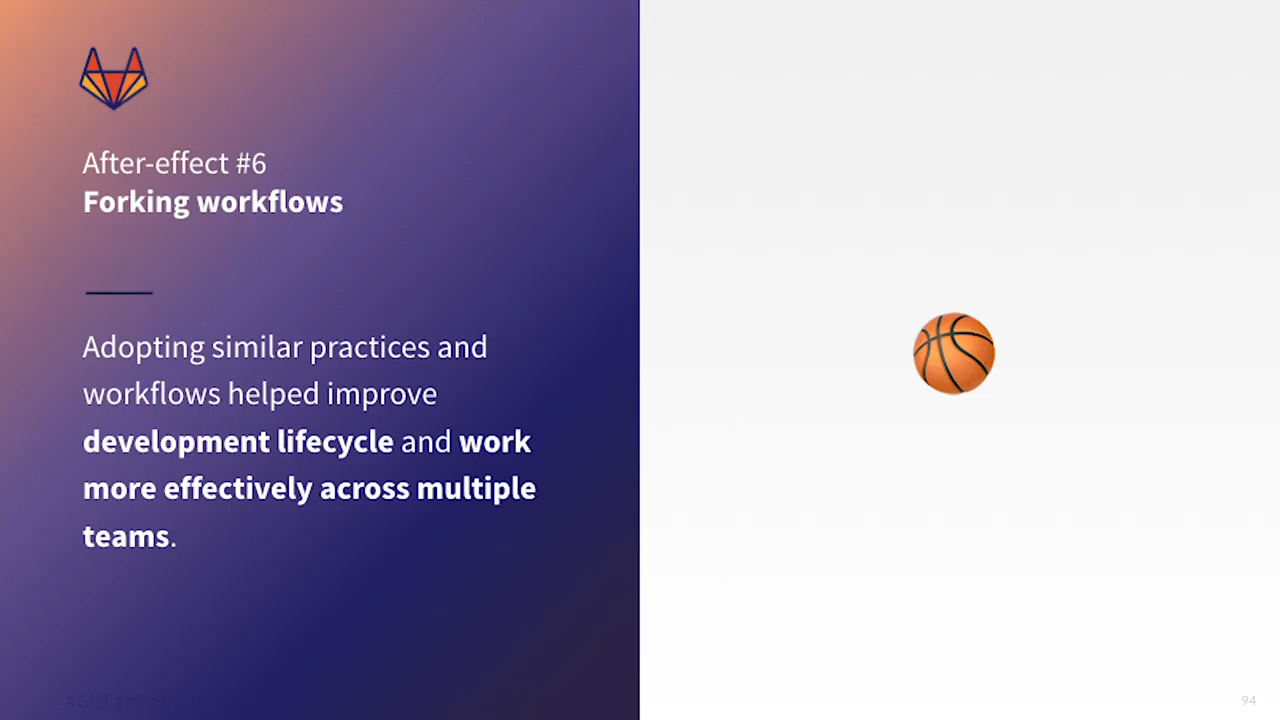 After-effect #6
Forking workflows
Adopting similar practices and
workflows helped improve
development lifecycle and work
more effectively across multiple
teams.
94